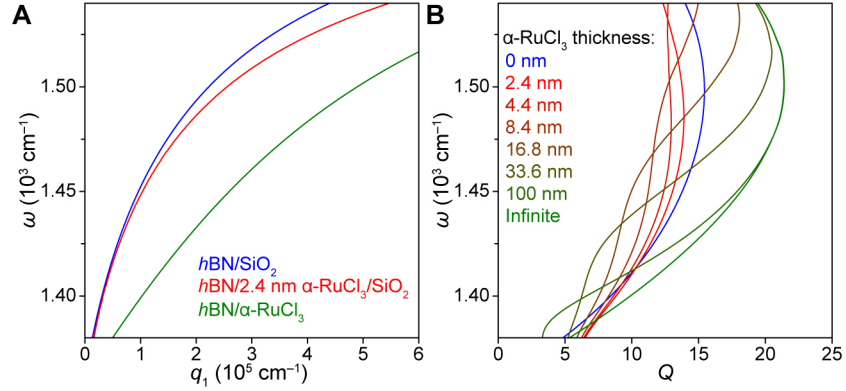 A
ω (10³ cm⁻¹)
1.50
1.45
1.40
hBN/SiO₂
hBN/2.4 nm α-RuCl₃/SiO₂
hBN/α-RuCl₃
0 1 2 3 4 5 6
q₁ (10⁵ cm⁻¹)
B
ω (10³ cm⁻¹)
1.50
1.45
1.40
α-RuCl₃ thickness:
0 nm
2.4 nm
4.4 nm
8.4 nm
16.8 nm
33.6 nm
100 nm
Infinite
0 5 10 15 20 25
Q